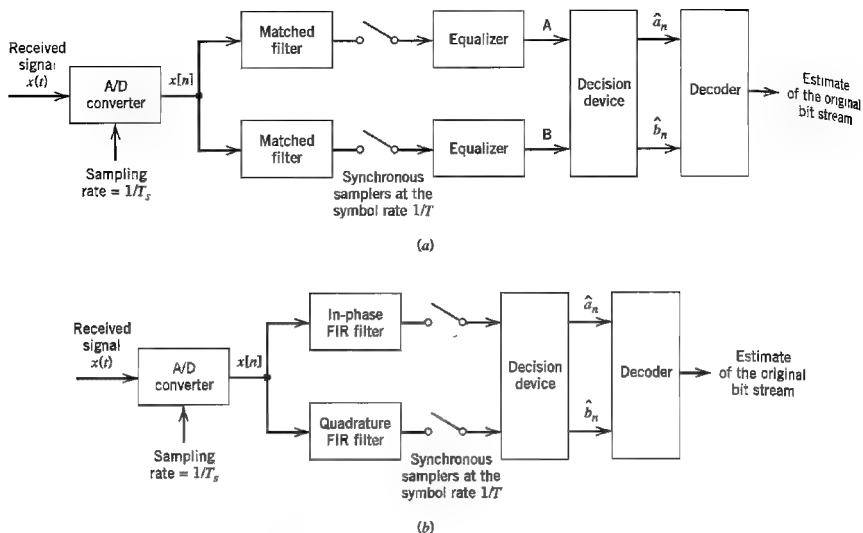 Matched
filter
Equalizer
A
â_n
Received
signal
x(t)
A/D
converter
x[n]
Decision
device
Decoder
Estimate
of the original
bit stream
Matched
filter
Equalizer
B
b̂_n
Sampling
rate = 1/T_s
Synchronous
samplers at the
symbol rate 1/T
(a)
In-phase
FIR filter
â_n
Received
signal
x(t)
A/D
converter
x[n]
Decision
device
Decoder
Estimate
of the original
bit stream
Quadrature
FIR filter
b̂_n
Sampling
rate = 1/T_s
Synchronous
samplers at the
symbol rate 1/T
(b)